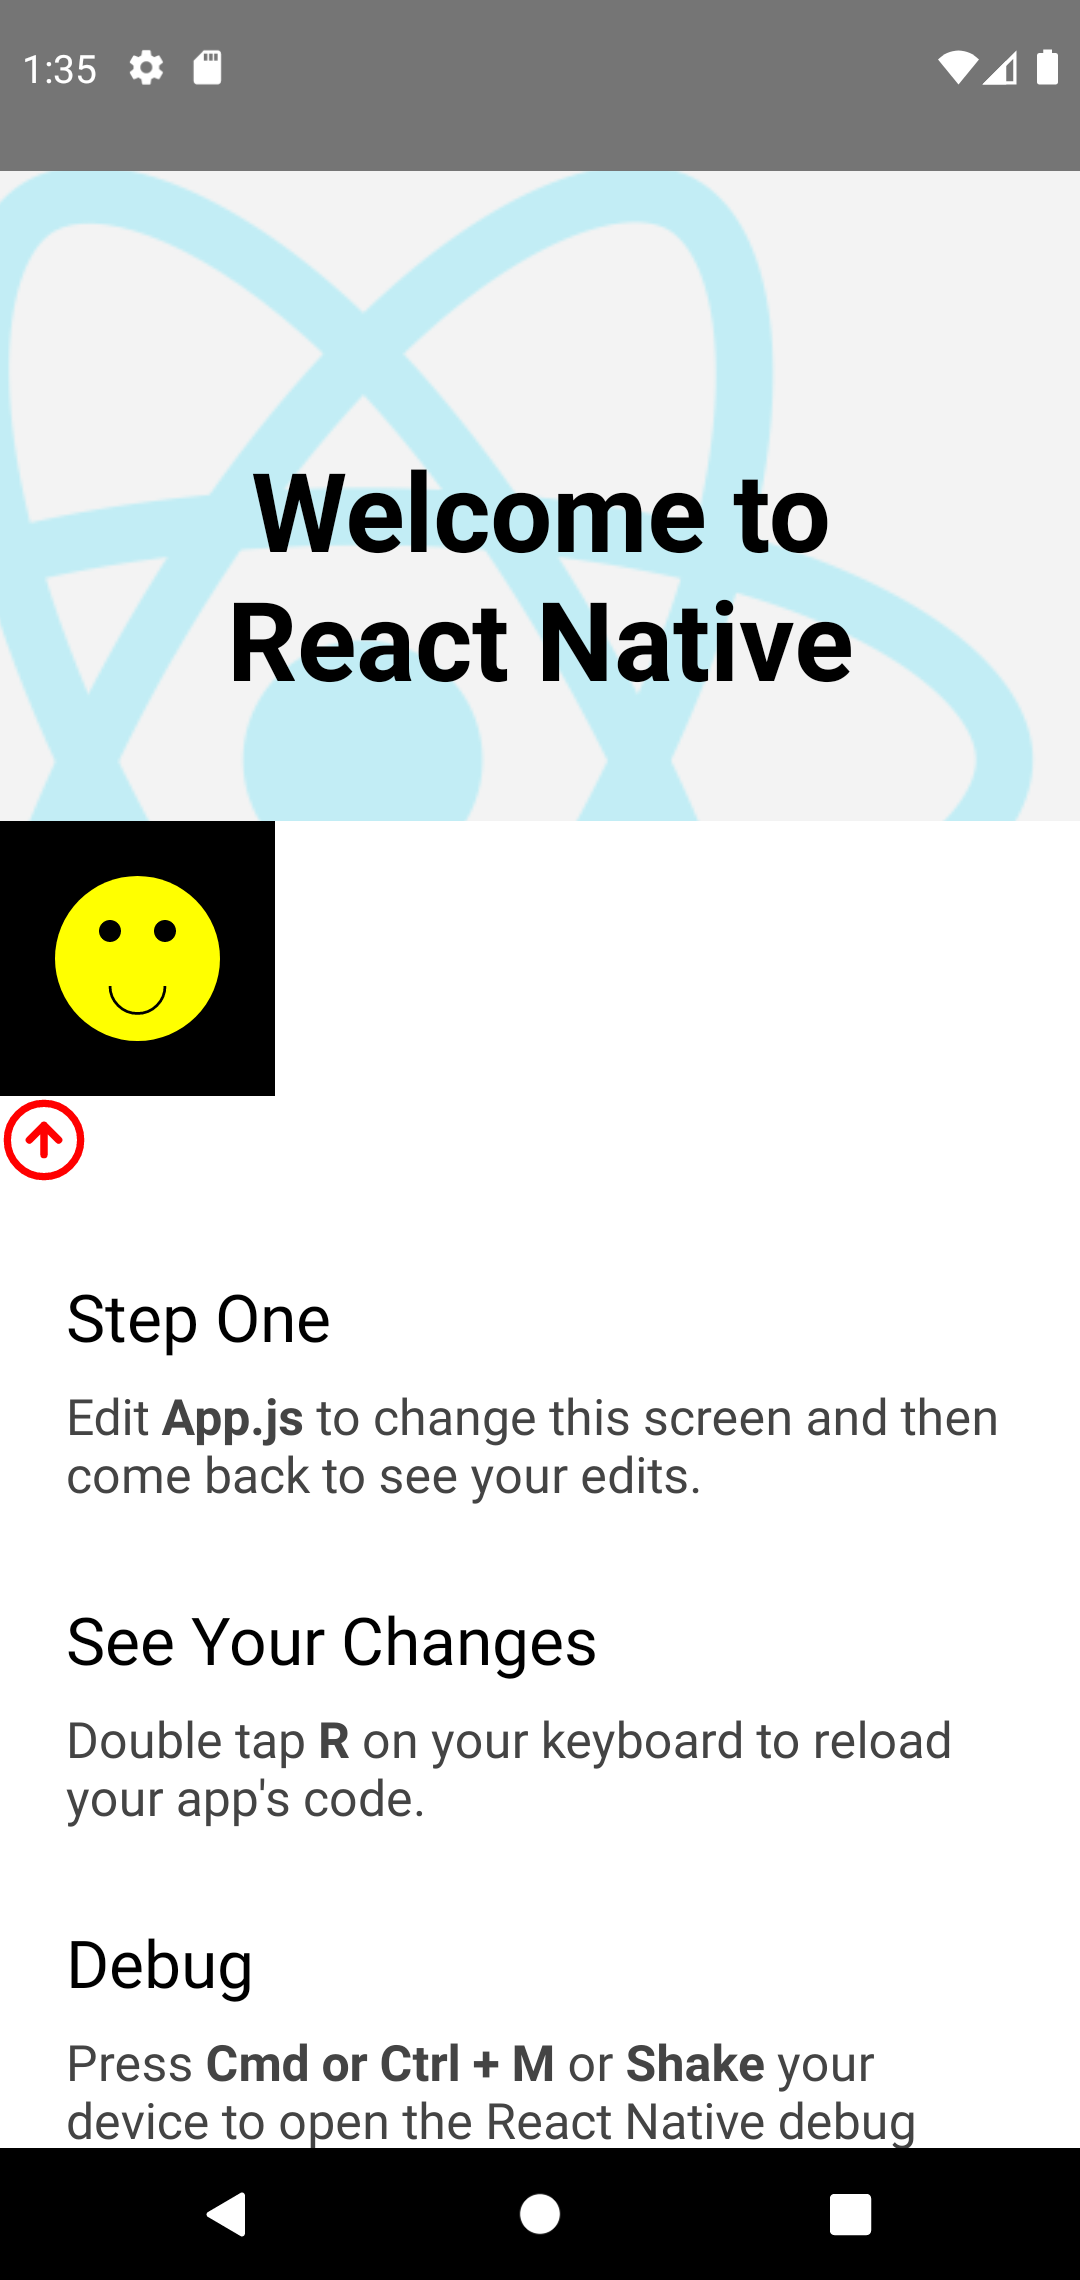 1:35
Welcome to
React Native
Step One
Edit App.js to change this screen and then
come back to see your edits.
See Your Changes
Double tap R on your keyboard to reload
your app's code.
Debug
Press Cmd or Ctrl + M or Shake your
device to open the React Native debug